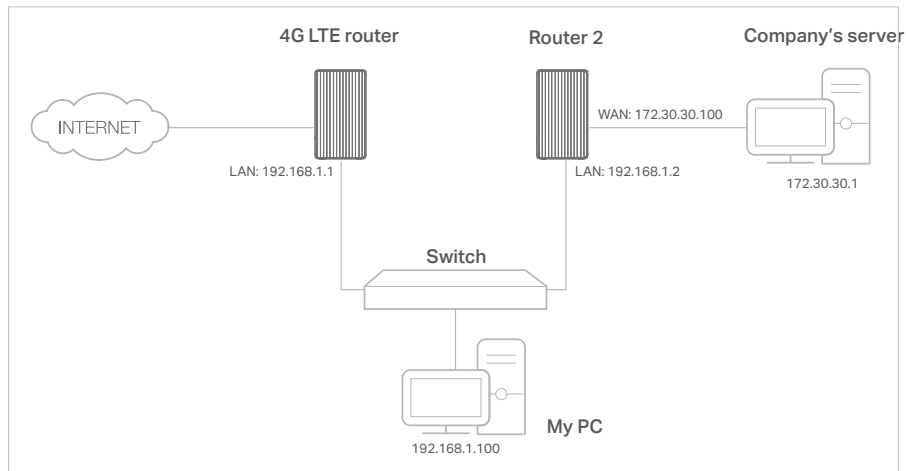 4G LTE router
Router 2
Company's server
INTERNET
WAN: 172.30.30.100
LAN: 192.168.1.1
LAN: 192.168.1.2
172.30.30.1
Switch
My PC
192.168.1.100